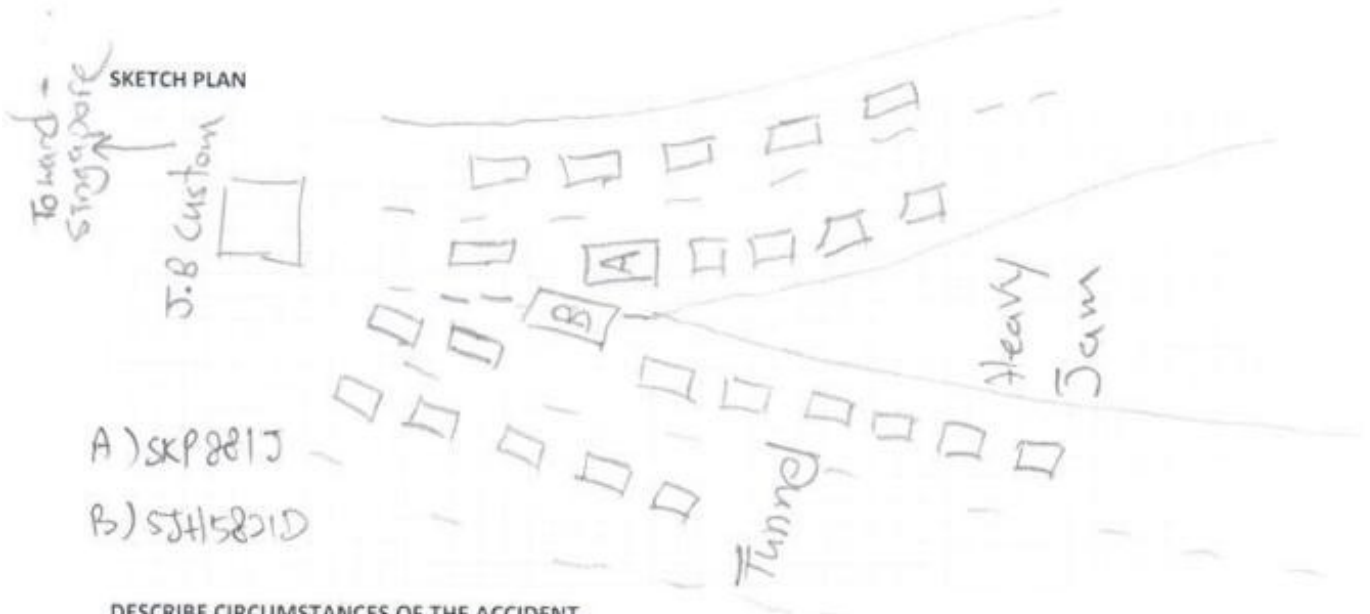 SKETCH PLAN
Toward -
Singapore
J.B Custom
A
B
Heavy
Jam
Tunnel
A) SKP881J
B) SJH5821D
DESCRIBE CIRCUMSTANCES OF THE ACCIDENT